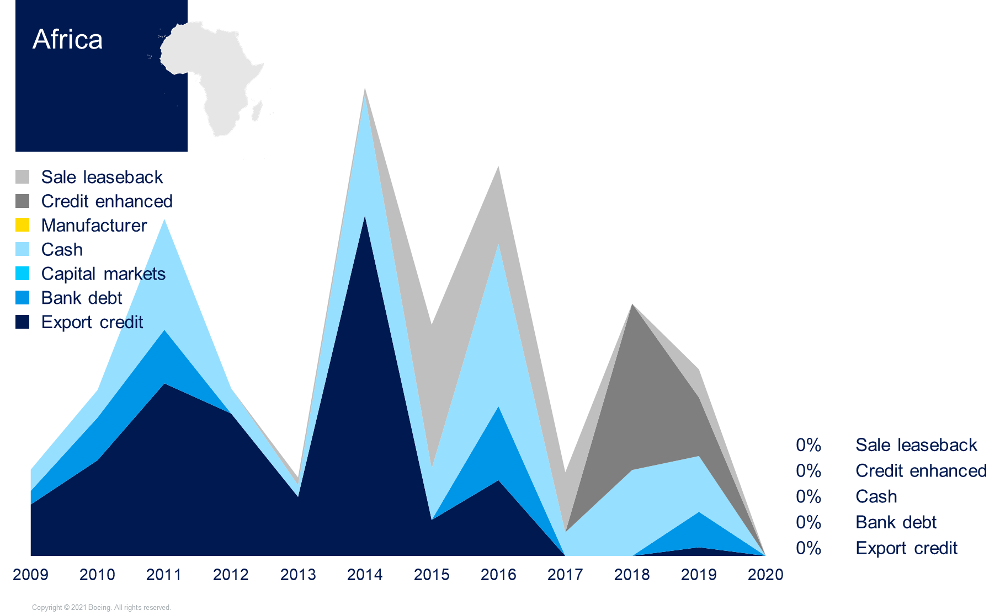 Africa
Sale leaseback
Credit enhanced
Manufacturer
Cash
Capital markets
Bank debt
Export credit
0% Sale leaseback
0% Credit enhanced
0% Cash
0% Bank debt
0% Export credit
2009 2010 2011 2012 2013 2014 2015 2016 2017 2018 2019 2020
Copyright © 2021 Boeing. All rights reserved.